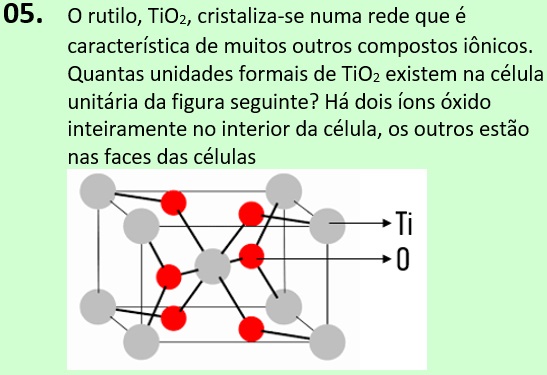 05. O rutilo, TiO₂, cristaliza-se numa rede que é
característica de muitos outros compostos iônicos.
Quantas unidades formais de TiO₂ existem na célula
unitária da figura seguinte? Há dois íons óxido
inteiramente no interior da célula, os outros estão
nas faces das células
Ti
O